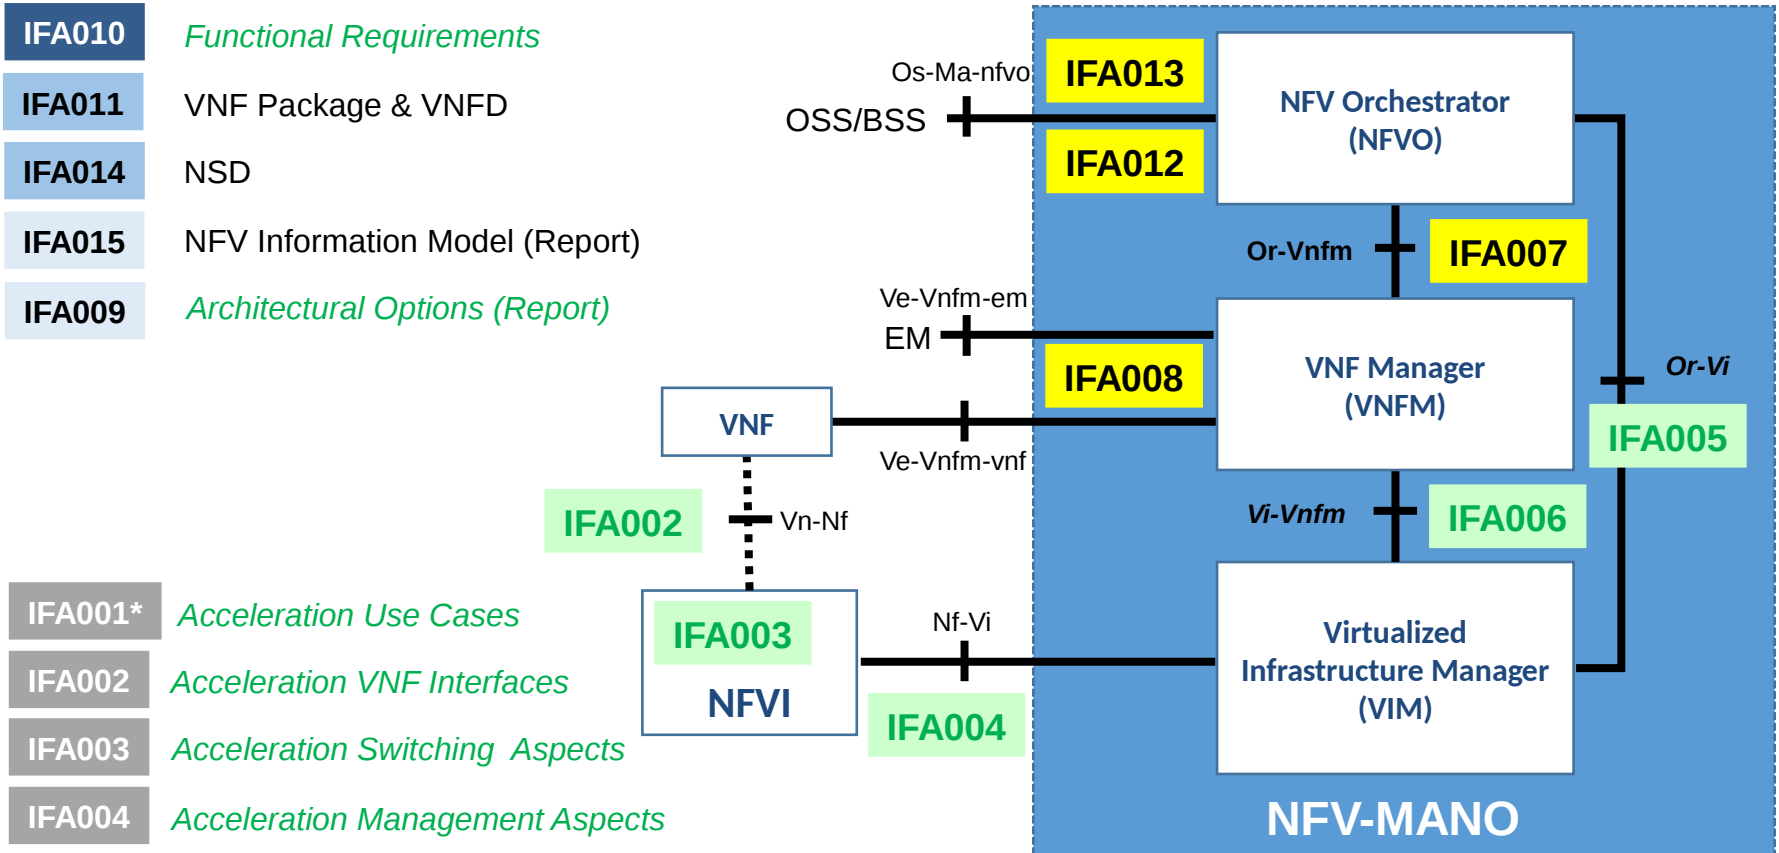 IFA010
Functional Requirements
IFA011
VNF Package & VNFD
IFA014
NSD
IFA015
NFV Information Model (Report)
IFA009
Architectural Options (Report)
Os-Ma-nfvo
OSS/BSS
IFA013
IFA012
NFV Orchestrator
(NFVO)
Or-Vnfm
IFA007
Ve-Vnfm-em
EM
IFA008
VNF Manager
(VNFM)
Or-Vi
IFA005
VNF
Ve-Vnfm-vnf
IFA002
Vn-Nf
Vi-Vnfm
IFA006
IFA003
NFVI
Nf-Vi
IFA004
Virtualized
Infrastructure Manager
(VIM)
NFV-MANO
IFA001*
Acceleration Use Cases
IFA002
Acceleration VNF Interfaces
IFA003
Acceleration Switching  Aspects
IFA004
Acceleration Management Aspects